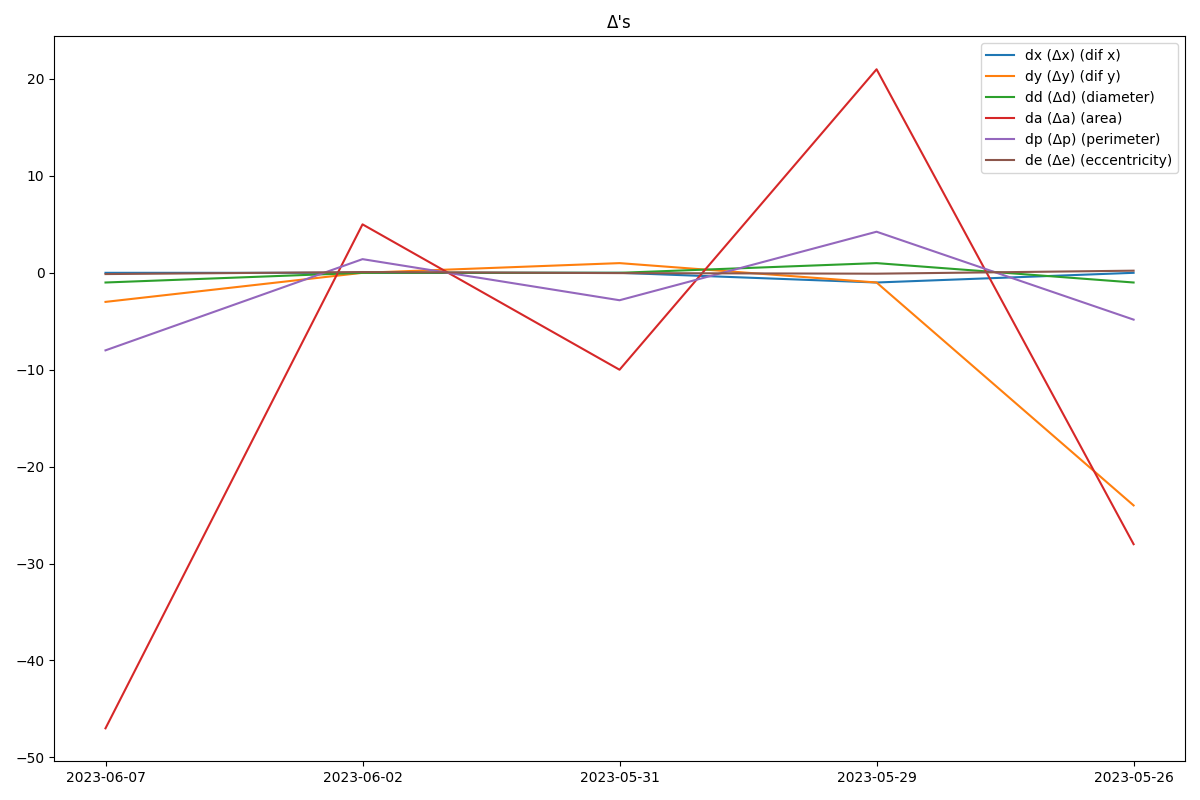 Δ's
dx (Δx) (dif x)
dy (Δy) (dif y)
dd (Δd) (diameter)
da (Δa) (area)
dp (Δp) (perimeter)
de (Δe) (eccentricity)
20
10
0
−10
−20
−30
−40
−50
2023-06-07 2023-06-02 2023-05-31 2023-05-29 2023-05-26